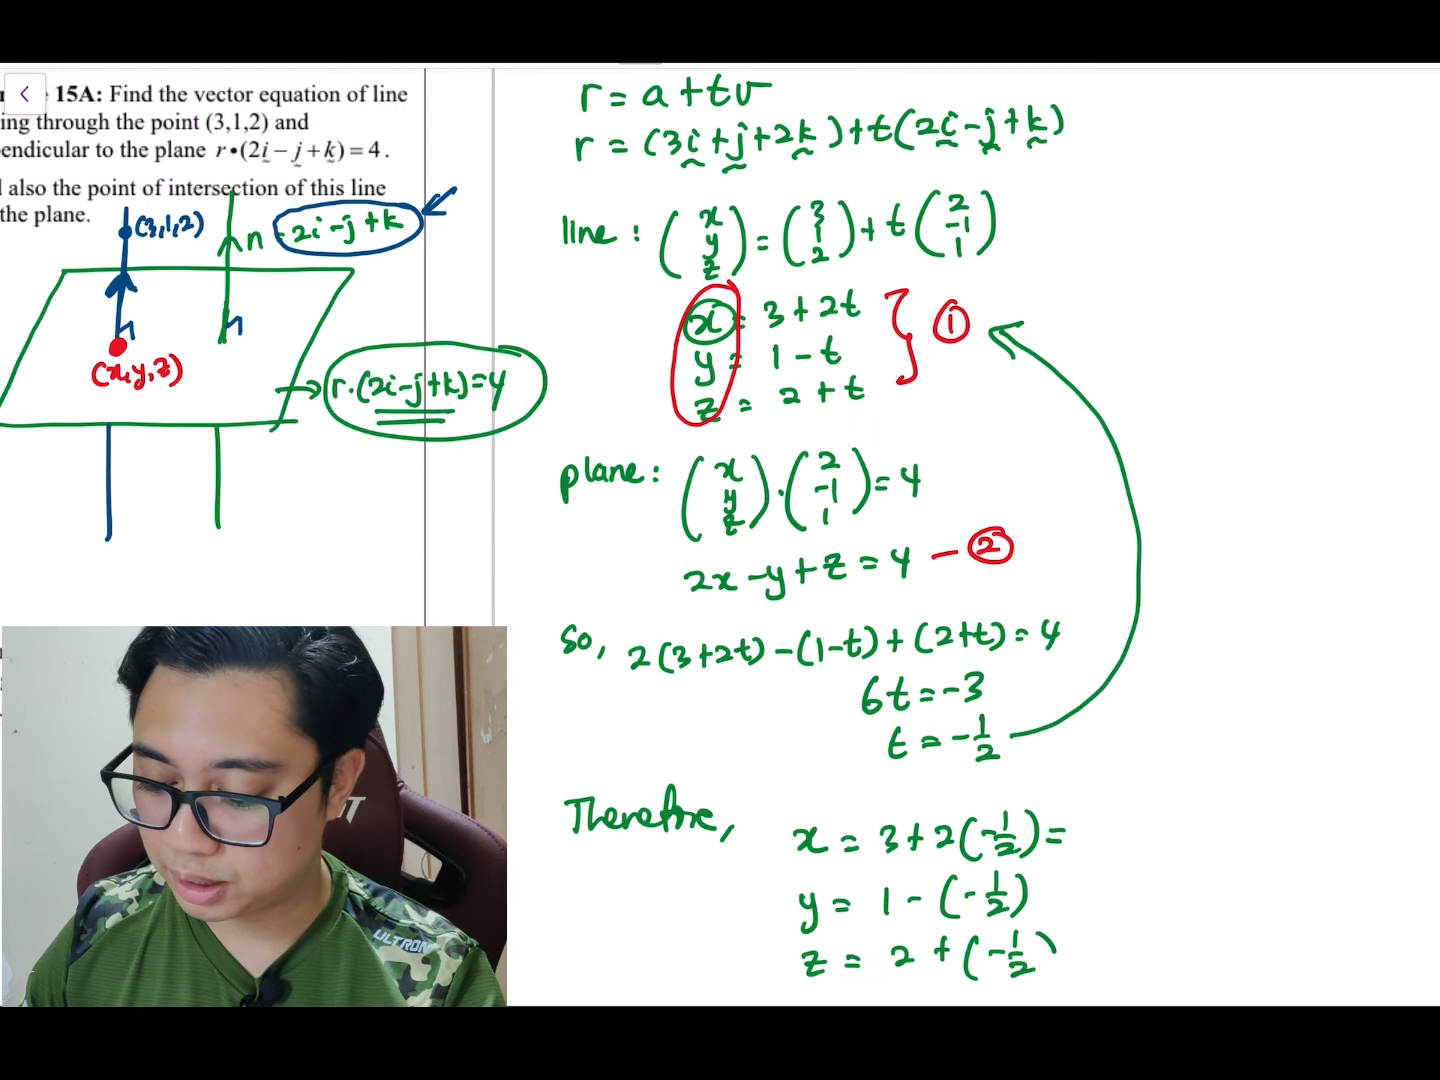 15A: Find the vector equation of line
ing through the point (3,1,2) and
endicular to the plane r•(2i − j + k) = 4.
also the point of intersection of this line
the plane.
(3,1,2)
n = 2i - j + k
(x,y,z)
r·(2i-j+k)=4
r = a + tv
r = (3i + j + 2k) + t(2i - j + k)
line : (x y z) = (3 1 2) + t (2 -1 1)
x = 3 + 2t
y = 1 - t
z = 2 + t
1
plane : (x y z) · (2 -1 1) = 4
2x - y + z = 4 — 2
So, 2(3+2t) - (1-t) + (2+t) = 4
6t = -3
t = -1/2
Therefore, x = 3 + 2(-1/2) =
y = 1 - (-1/2)
z = 2 + (-1/2)
ULTRON